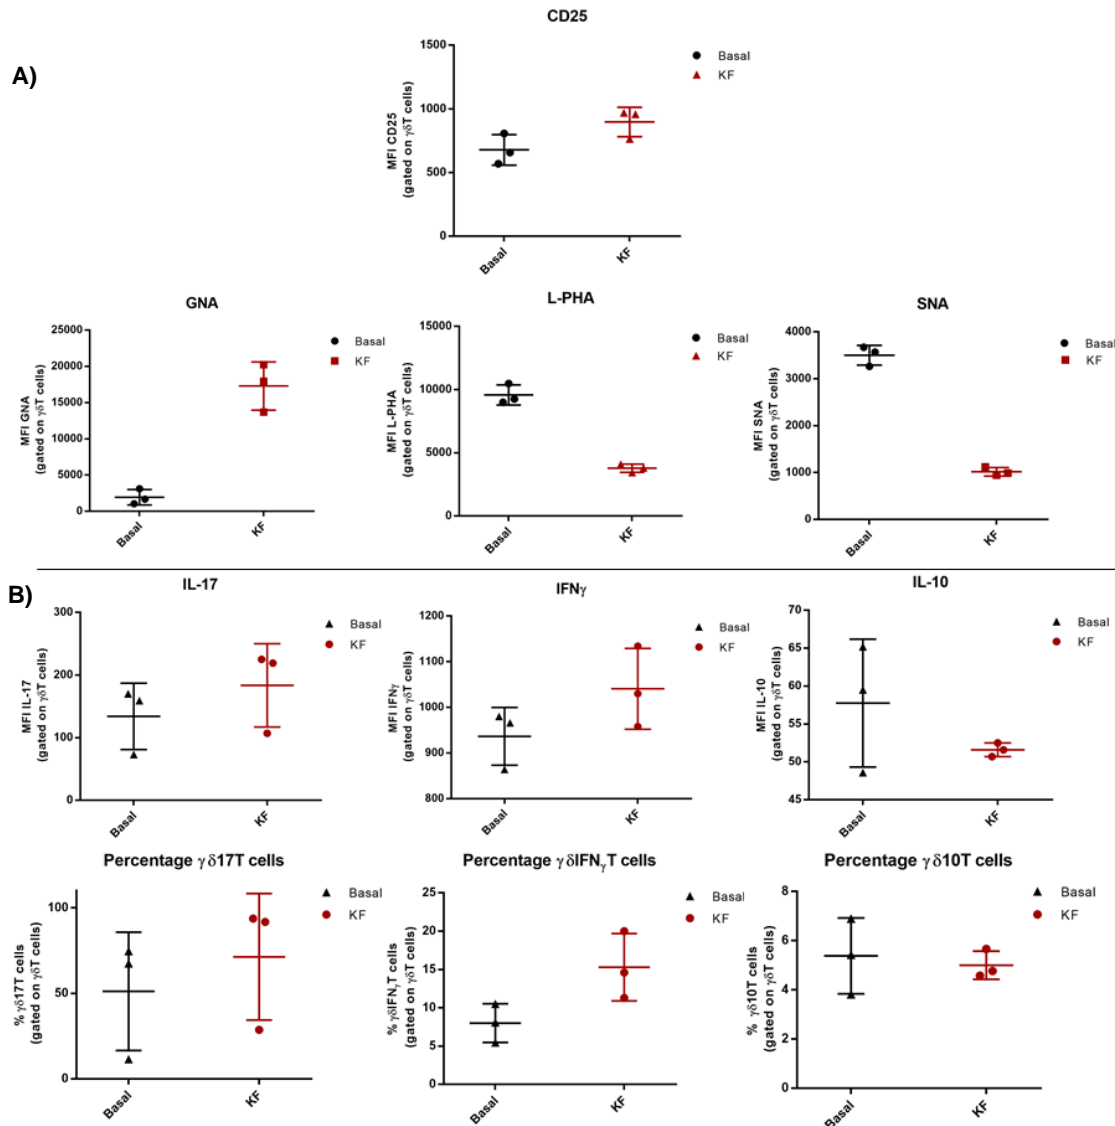 A)
CD25
MFI CD25
(gated on γδT cells)
1500
1000
500
0
Basal
KF
Basal
KF
GNA
MFI GNA
(gated on γδT cells)
25000
20000
15000
10000
5000
0
Basal
KF
Basal
KF
L-PHA
MFI L-PHA
(gated on γδT cells)
15000
10000
5000
0
Basal
KF
Basal
KF
SNA
MFI SNA
(gated on γδT cells)
4000
3000
2000
1000
0
Basal
KF
Basal
KF
B)
IL-17
MFI IL-17
(gated on γδT cells)
300
200
100
0
Basal
KF
Basal
KF
IFNγ
MFI IFNγ
(gated on γδT cells)
1200
1100
1000
900
800
Basal
KF
Basal
KF
IL-10
MFI IL-10
(gated on γδT cells)
70
65
60
55
50
45
Basal
KF
Basal
KF
Percentage γδ17T cells
% γδ17T cells
(gated on γδT cells)
100
50
0
Basal
KF
Basal
KF
Percentage γδIFNγT cells
% γδIFNγT cells
(gated on γδT cells)
25
20
15
10
5
0
Basal
KF
Basal
KF
Percentage γδ10T cells
% γδ10T cells
(gated on γδT cells)
8
6
4
2
0
Basal
KF
Basal
KF